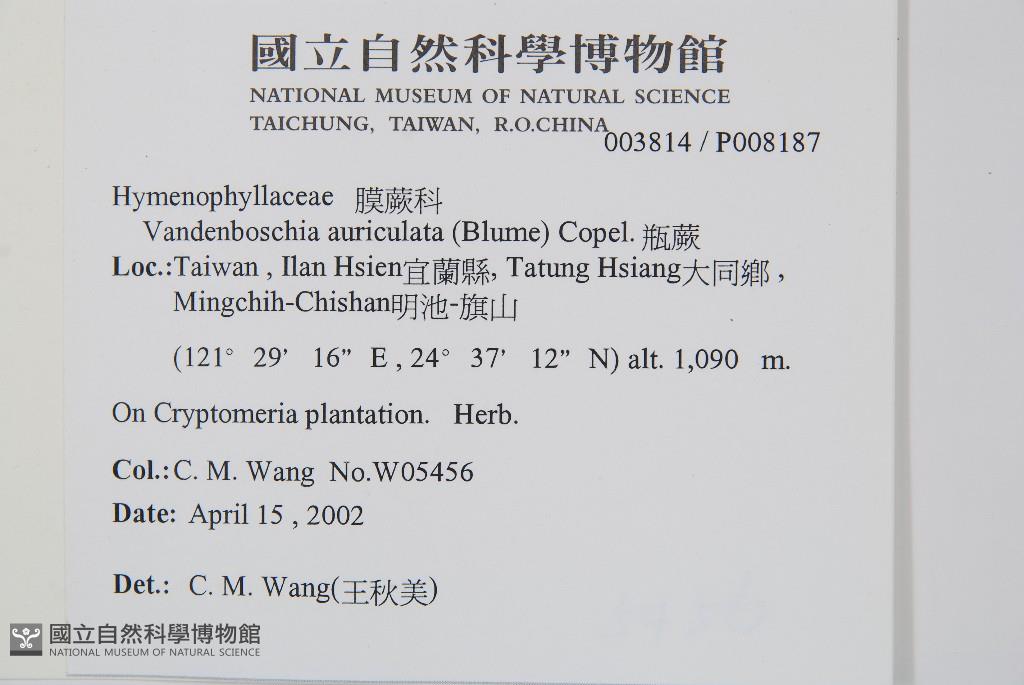 國立自然科學博物館
NATIONAL MUSEUM OF NATURAL SCIENCE
TAICHUNG, TAIWAN, R.O.CHINA
003814 / P008187
Hymenophyllaceae 膜蕨科
Vandenboschia auriculata (Blume) Copel. 瓶蕨
Loc.:Taiwan , Ilan Hsien宜蘭縣, Tatung Hsiang大同鄉 ,
Mingchih-Chishan明池-旗山
(121° 29’ 16” E , 24° 37’ 12” N) alt. 1,090 m.
On Cryptomeria plantation. Herb.
Col.:C. M. Wang No.W05456
Date: April 15 , 2002
Det.: C. M. Wang(王秋美)
國立自然科學博物館
NATIONAL MUSEUM OF NATURAL SCIENCE